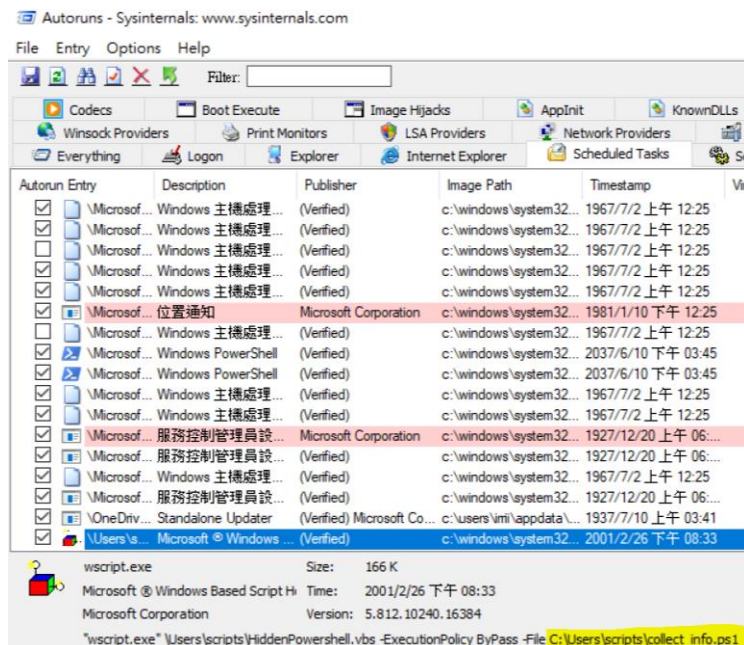 Autoruns - Sysinternals: www.sysinternals.com
File Entry Options Help
Filter:
Codecs Boot Execute Image Hijacks AppInit KnownDLLs
Winsock Providers Print Monitors LSA Providers Network Providers
Everything Logon Explorer Internet Explorer Scheduled Tasks
Autorun Entry Description Publisher Image Path Timestamp
\Microsof... Windows 主機處理... (Verified) c:\windows\system32... 1967/7/2 上午 12:25
\Microsof... Windows 主機處理... (Verified) c:\windows\system32... 1967/7/2 上午 12:25
\Microsof... Windows 主機處理... (Verified) c:\windows\system32... 1967/7/2 上午 12:25
\Microsof... Windows 主機處理... (Verified) c:\windows\system32... 1967/7/2 上午 12:25
\Microsof... Windows 主機處理... (Verified) c:\windows\system32... 1967/7/2 上午 12:25
\Microsof... 位置通知 Microsoft Corporation c:\windows\system32... 1981/1/10 下午 12:25
\Microsof... Windows 主機處理... (Verified) c:\windows\system32... 1967/7/2 上午 12:25
\Microsof... Windows PowerShell (Verified) c:\windows\system32... 2037/6/10 下午 03:45
\Microsof... Windows PowerShell (Verified) c:\windows\system32... 2037/6/10 下午 03:45
\Microsof... Windows 主機處理... (Verified) c:\windows\system32... 1967/7/2 上午 12:25
\Microsof... Windows 主機處理... (Verified) c:\windows\system32... 1967/7/2 上午 12:25
\Microsof... 服務控制管理員設... Microsoft Corporation c:\windows\system32... 1927/12/20 上午 06:...
\Microsof... 服務控制管理員設... (Verified) c:\windows\system32... 1927/12/20 上午 06:...
\Microsof... Windows 主機處理... (Verified) c:\windows\system32... 1967/7/2 上午 12:25
\Microsof... 服務控制管理員設... (Verified) c:\windows\system32... 1927/12/20 上午 06:...
\OneDriv... Standalone Updater (Verified) Microsoft Co... c:\users\irri\appdata\... 1937/7/10 上午 03:41
\Users\s... Microsoft ® Windows ... (Verified) c:\windows\system32... 2001/2/26 下午 08:33
wscript.exe Size: 166 K
Microsoft ® Windows Based Script H Time: 2001/2/26 下午 08:33
Microsoft Corporation Version: 5.812.10240.16384
"wscript.exe" \Users\scripts\HiddenPowershell.vbs -ExecutionPolicy ByPass -File C:\Users\scripts\collect_info.ps1